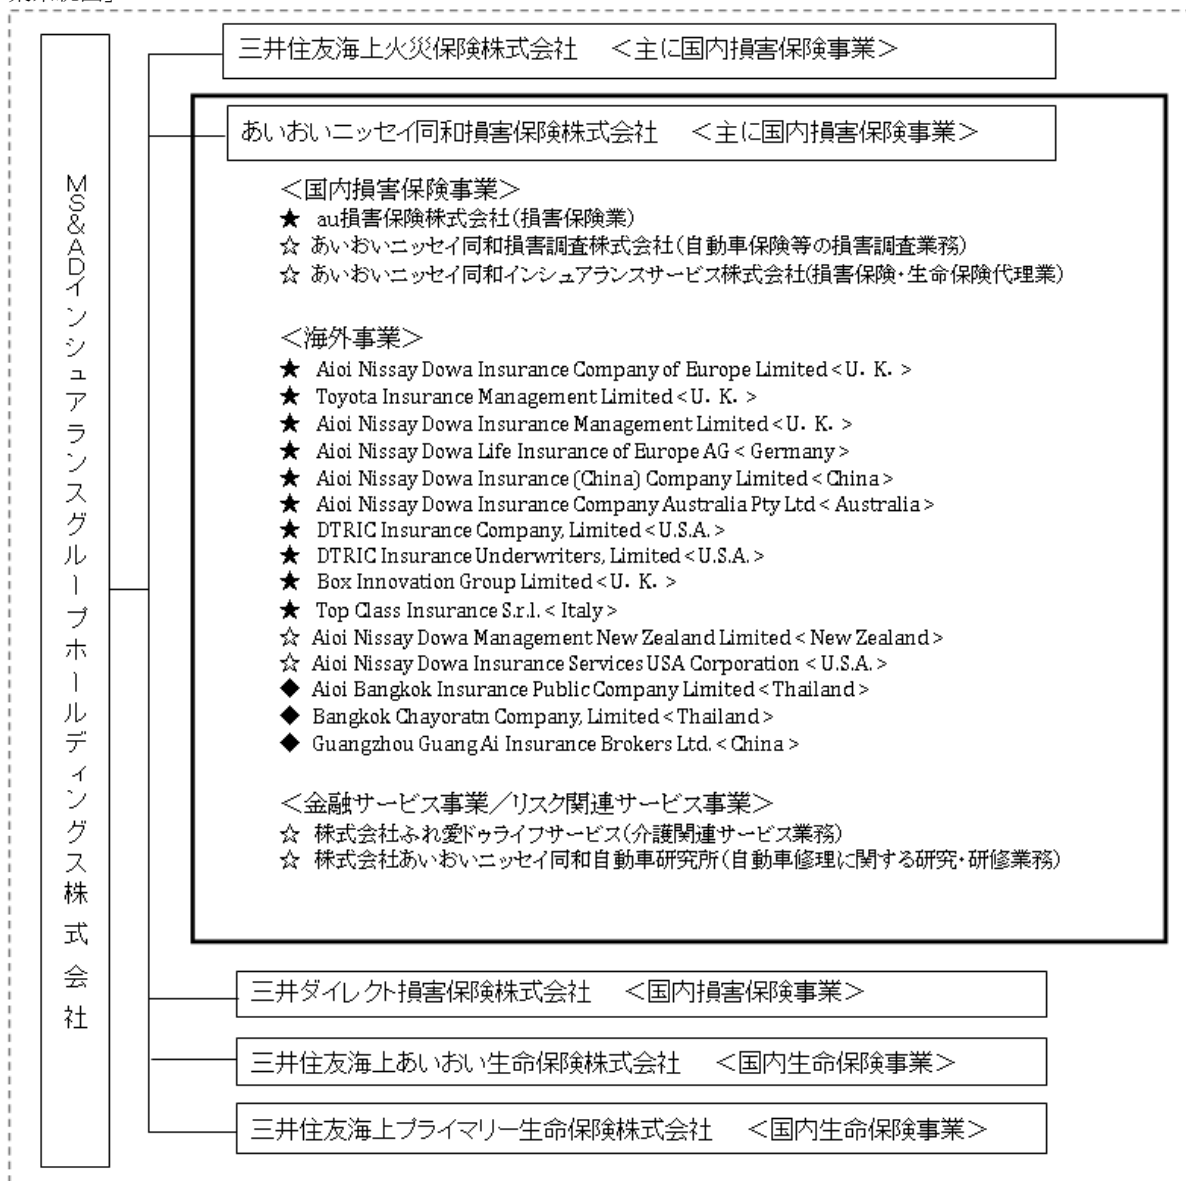 MS&ADインシュアランスグループホールディングス株式会社
三井住友海上火災保険株式会社 ＜主に国内損害保険事業＞
あいおいニッセイ同和損害保険株式会社 ＜主に国内損害保険事業＞
＜国内損害保険事業＞
★ au損害保険株式会社(損害保険業)
☆ あいおいニッセイ同和損害調査株式会社(自動車保険等の損害調査業務)
☆ あいおいニッセイ同和インシュアランスサービス株式会社(損害保険・生命保険代理業)
＜海外事業＞
★ Aioi Nissay Dowa Insurance Company of Europe Limited <U. K. >
★ Toyota Insurance Management Limited <U. K. >
★ Aioi Nissay Dowa Insurance Management Limited <U. K. >
★ Aioi Nissay Dowa Life Insurance of Europe AG < Germany >
★ Aioi Nissay Dowa Insurance (China) Company Limited < China >
★ Aioi Nissay Dowa Insurance Company Australia Pty Ltd < Australia >
★ DTRIC Insurance Company, Limited <U.S.A. >
★ DTRIC Insurance Underwriters, Limited <U.S.A. >
★ Box Innovation Group Limited <U. K. >
★ Top Class Insurance S.r.l. < Italy >
☆ Aioi Nissay Dowa Management New Zealand Limited < New Zealand >
☆ Aioi Nissay Dowa Insurance Services USA Corporation < U.S.A. >
◆ Aioi Bangkok Insurance Public Company Limited <Thailand >
◆ Bangkok Chayoratn Company, Limited <Thailand >
◆ Guangzhou Guang Ai Insurance Brokers Ltd. < China >
＜金融サービス事業／リスク関連サービス事業＞
☆ 株式会社ふれ愛ドゥライフサービス(介護関連サービス業務)
☆ 株式会社あいおいニッセイ同和自動車研究所(自動車修理に関する研究・研修業務)
三井ダイレクト損害保険株式会社 ＜国内損害保険事業＞
三井住友海上あいおい生命保険株式会社 ＜国内生命保険事業＞
三井住友海上プライマリー生命保険株式会社 ＜国内生命保険事業＞